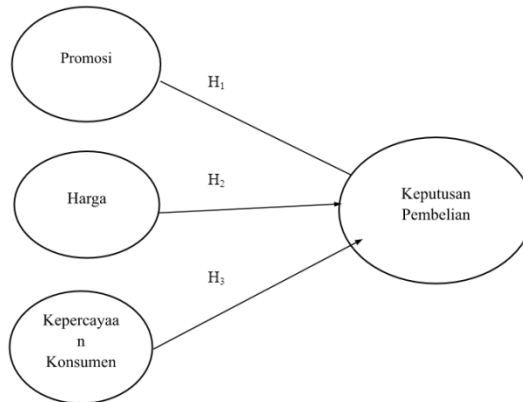 Promosi
H₁
Harga
H₂
Keputusan
Pembelian
H₃
Kepercayaa
n
Konsumen